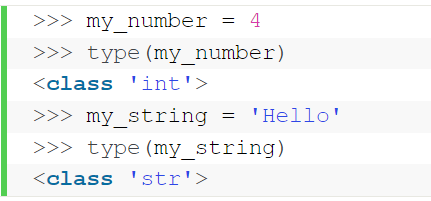 >>> my_number = 4
>>> type(my_number)
<class 'int'>
>>> my_string = 'Hello'
>>> type(my_string)
<class 'str'>